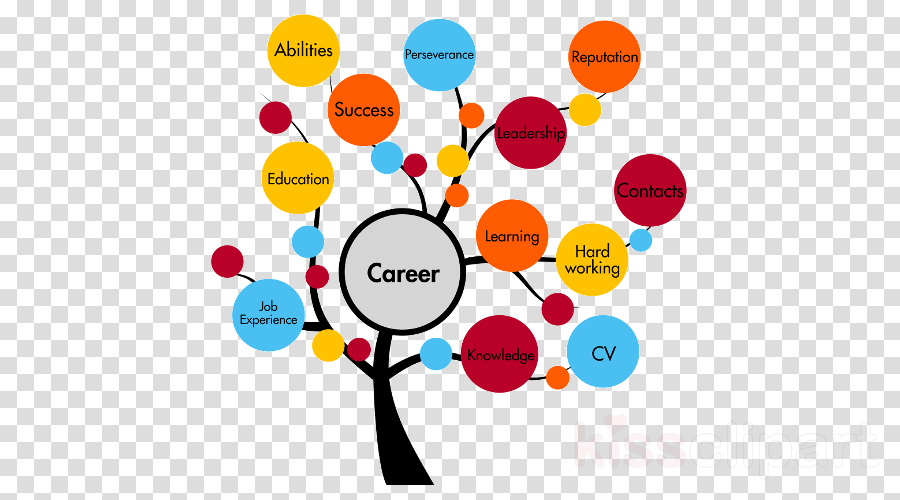 Abilities
Perseverance
Reputation
Success
Leadership
Education
Contacts
Learning
Hard
working
Career
Job
Experience
Knowledge
CV
kissclipart